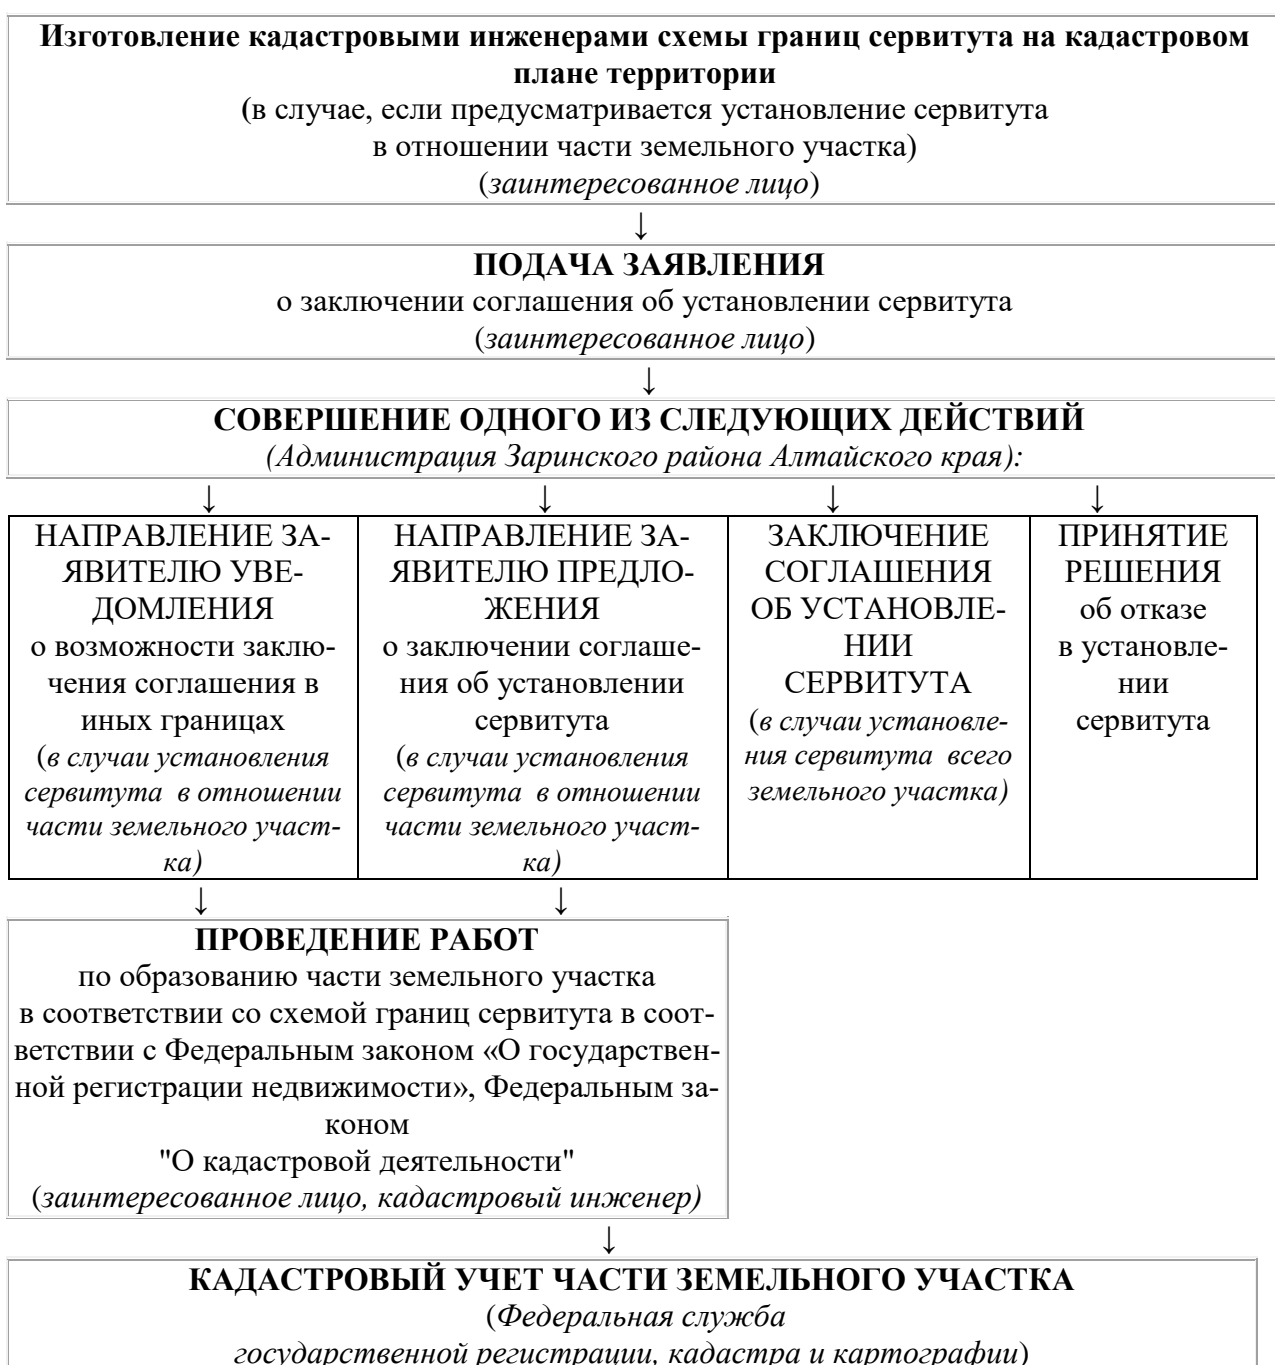 Изготовление кадастровыми инженерами схемы границ сервитута на кадастровом
плане территории
(в случае, если предусматривается установление сервитута
в отношении части земельного участка)
(заинтересованное лицо)
↓
ПОДАЧА ЗАЯВЛЕНИЯ
о заключении соглашения об установлении сервитута
(заинтересованное лицо)
↓
СОВЕРШЕНИЕ ОДНОГО ИЗ СЛЕДУЮЩИХ ДЕЙСТВИЙ
(Администрация Заринского района Алтайского края):
↓ ↓ ↓ ↓
НАПРАВЛЕНИЕ ЗА-
ЯВИТЕЛЮ УВЕ-
ДОМЛЕНИЯ
о возможности заклю-
чения соглашения в
иных границах
(в случаи установления
сервитута  в отношении
части земельного участ-
ка)
НАПРАВЛЕНИЕ ЗА-
ЯВИТЕЛЮ ПРЕДЛО-
ЖЕНИЯ
о заключении соглаше-
ния об установлении
сервитута
(в случаи установления
сервитута  в отношении
части земельного участ-
ка)
ЗАКЛЮЧЕНИЕ
СОГЛАШЕНИЯ
ОБ УСТАНОВЛЕ-
НИИ
СЕРВИТУТА
(в случаи установле-
ния сервитута  всего
земельного участка)
ПРИНЯТИЕ
РЕШЕНИЯ
об отказе
в установле-
нии
сервитута
↓ ↓
ПРОВЕДЕНИЕ РАБОТ
по образованию части земельного участка
в соответствии со схемой границ сервитута в соот-
ветствии с Федеральным законом «О государствен-
ной регистрации недвижимости», Федеральным за-
коном
"О кадастровой деятельности"
(заинтересованное лицо, кадастровый инженер)
↓
КАДАСТРОВЫЙ УЧЕТ ЧАСТИ ЗЕМЕЛЬНОГО УЧАСТКА
(Федеральная служба
государственной регистрации, кадастра и картографии)